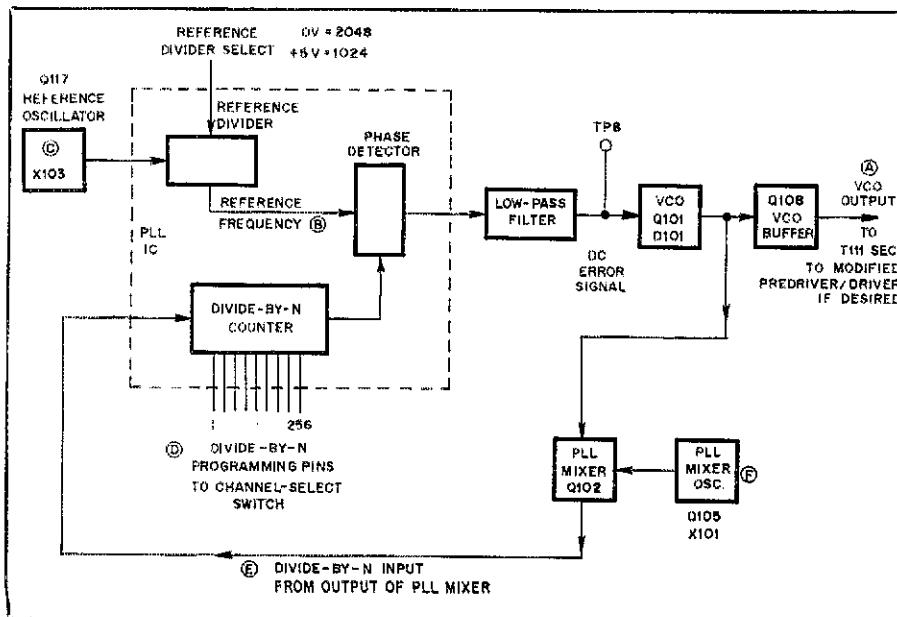 REFERENCE 0V = 2048
DIVIDER SELECT +5V = 1024
Q117
REFERENCE
OSCILLATOR
C
X103
REFERENCE
DIVIDER
PHASE
DETECTOR
REFERENCE
FREQUENCY B
PLL
IC
DIVIDE-BY-N
COUNTER
256
D DIVIDE-BY-N
PROGRAMMING PINS
TO CHANNEL-SELECT
SWITCH
LOW-PASS
FILTER
TP8
DC
ERROR
SIGNAL
VCO
Q101
D101
Q108
VCO
BUFFER
A
VCO
OUTPUT
TO
T111 SEC
TO MODIFIED
PREDRIVER/DRIVER
IF DESIRED
PLL
MIXER
Q102
PLL
MIXER
OSC.
F
Q105
X101
E DIVIDE-BY-N INPUT
FROM OUTPUT OF PLL MIXER